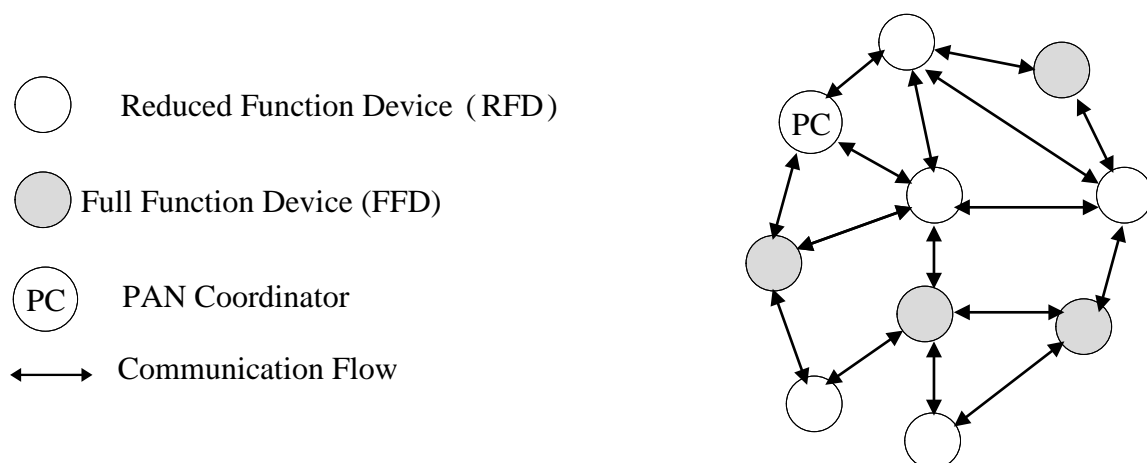 Reduced Function Device (RFD)
Full Function Device (FFD)
PC PAN Coordinator
Communication Flow
PC